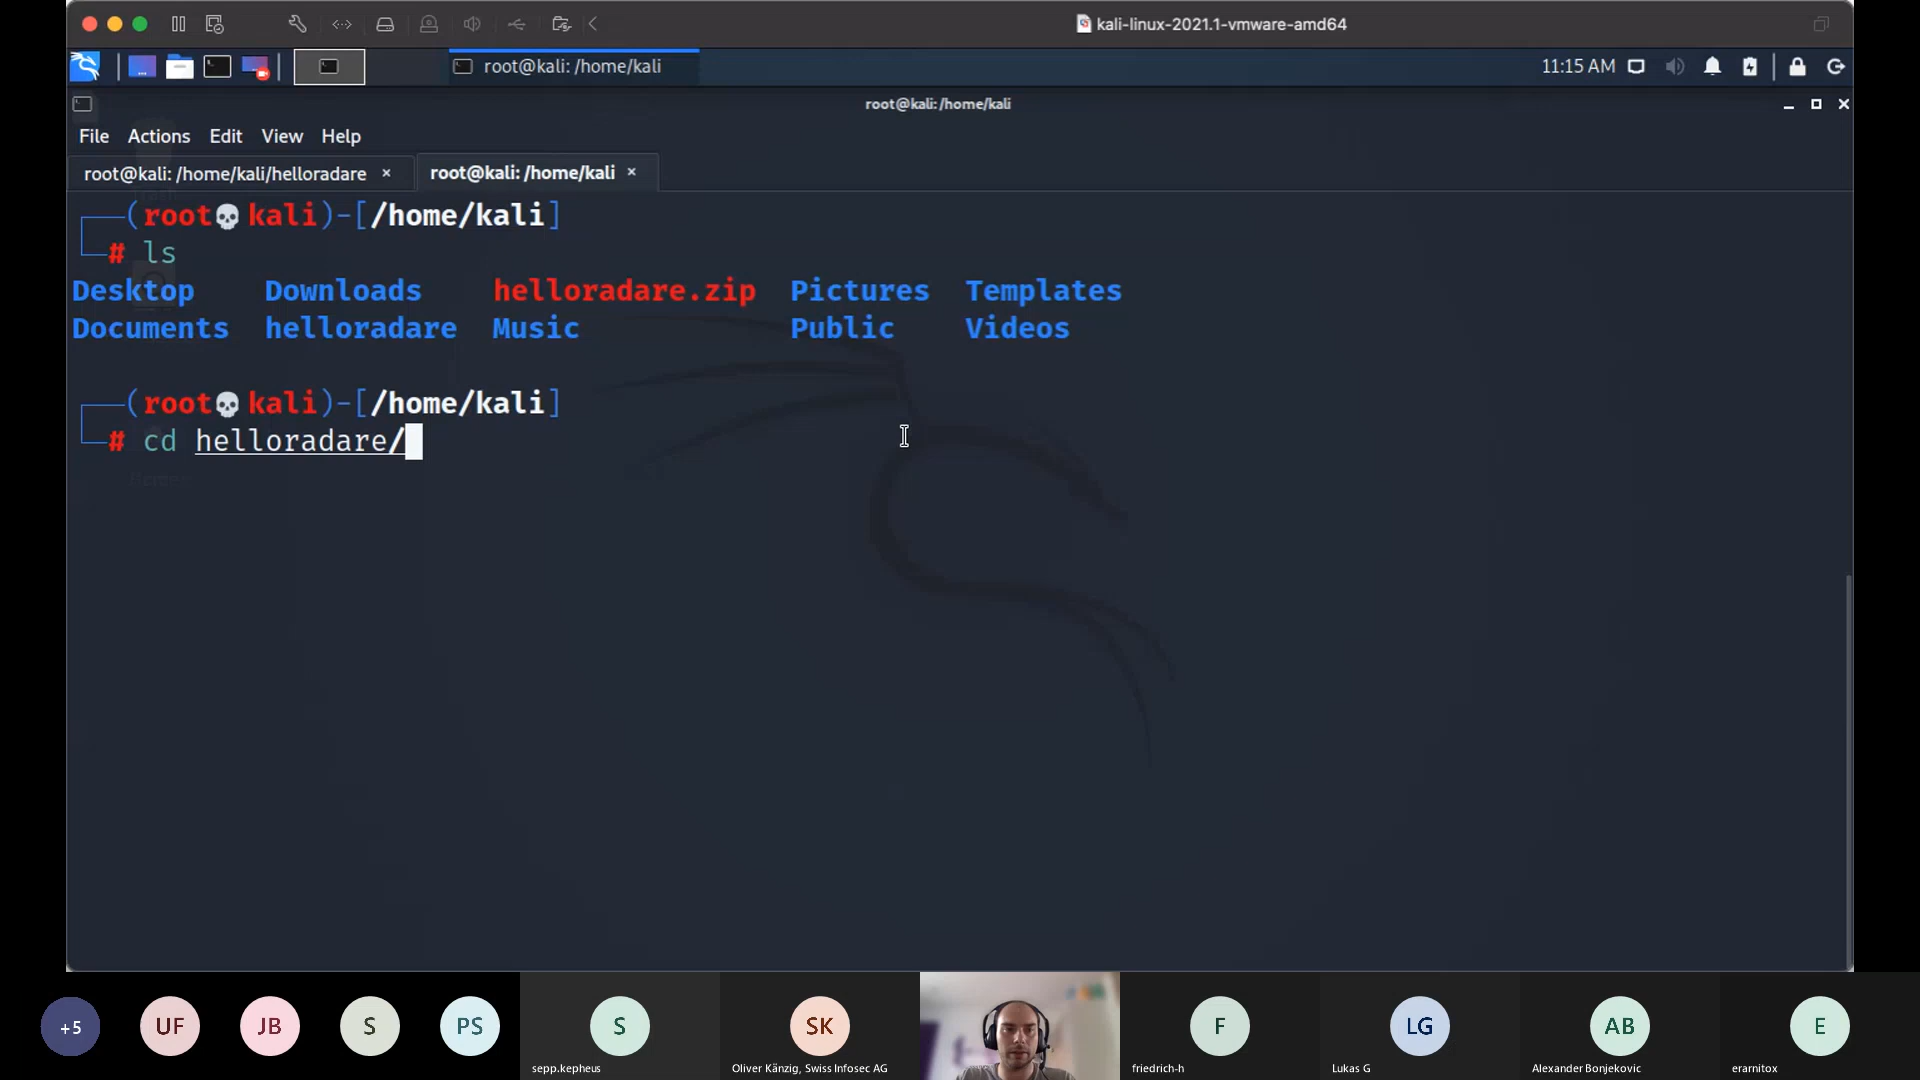 kali-linux-2021.1-vmware-amd64
root@kali: /home/kali
11:15 AM
root@kali: /home/kali
File Actions Edit View Help
root@kali: /home/kali/helloradare × root@kali: /home/kali ×
(root💀kali)-[/home/kali]
# ls
Desktop Downloads helloradare.zip Pictures Templates
Documents helloradare Music Public Videos
(root💀kali)-[/home/kali]
# cd helloradare/
+5 UF JB S PS S SK F LG AB E
sepp.kepheus Oliver Känzig, Swiss Infosec AG friedrich-h Lukas G Alexander Bonjekovic erarnitox